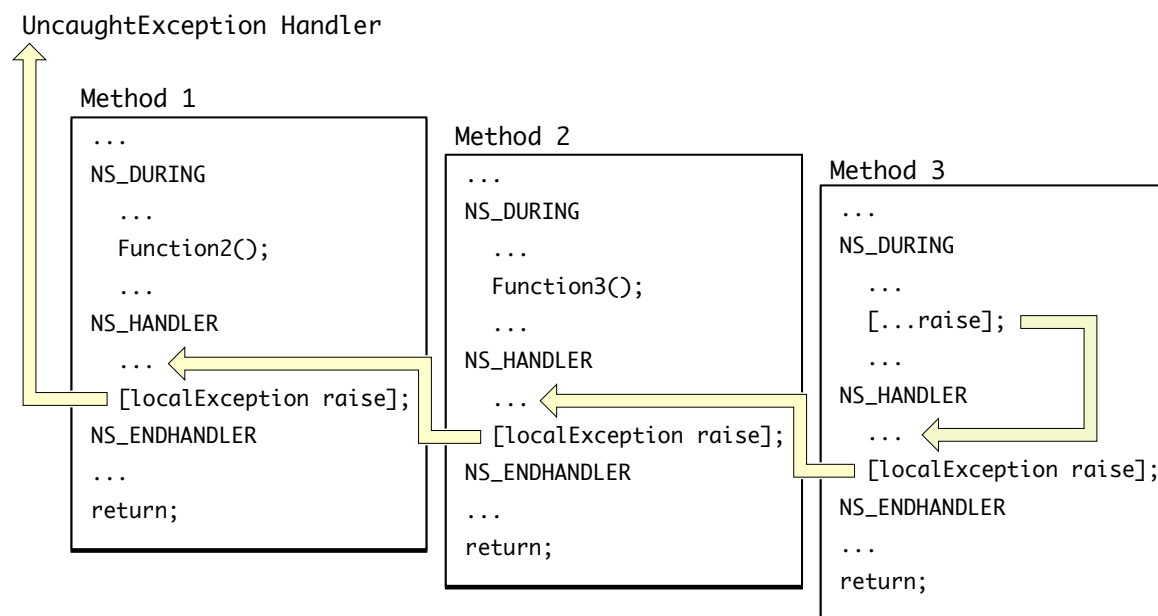 UncaughtException Handler
Method 1
...
NS_DURING
...
Function2();
...
NS_HANDLER
...
[localException raise];
NS_ENDHANDLER
...
return;
Method 2
...
NS_DURING
...
Function3();
...
NS_HANDLER
...
[localException raise];
NS_ENDHANDLER
...
return;
Method 3
...
NS_DURING
...
[...raise];
...
NS_HANDLER
...
[localException raise];
NS_ENDHANDLER
...
return;